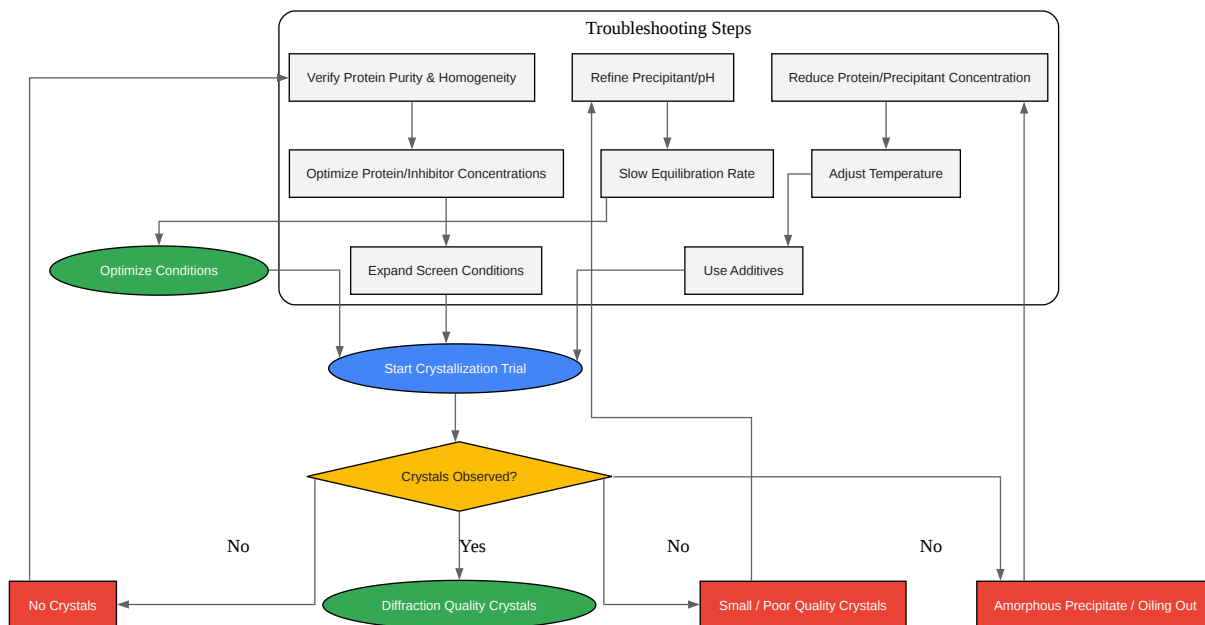 Troubleshooting Steps
Verify Protein Purity & Homogeneity
Refine Precipitant/pH
Reduce Protein/Precipitant Concentration
Optimize Protein/Inhibitor Concentrations
Slow Equilibration Rate
Adjust Temperature
Optimize Conditions
Expand Screen Conditions
Use Additives
Start Crystallization Trial
Crystals Observed?
No
Yes
No
No
No Crystals
Diffraction Quality Crystals
Small / Poor Quality Crystals
Amorphous Precipitate / Oiling Out